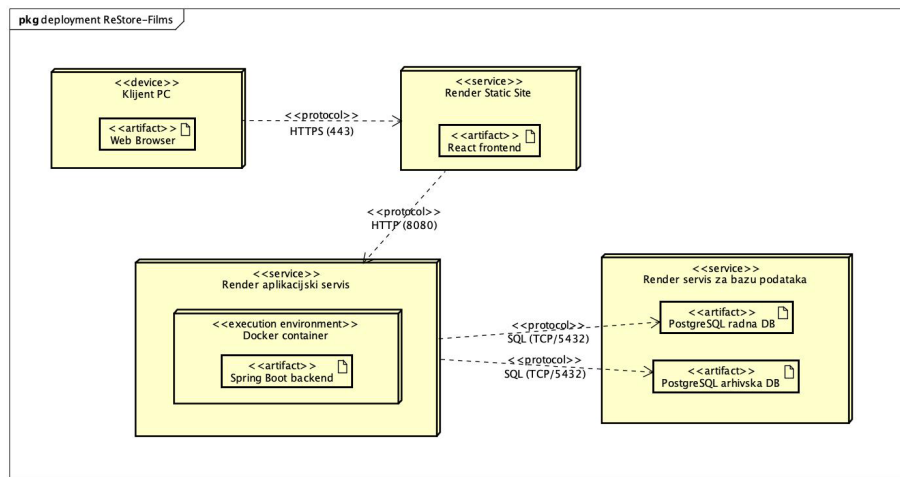 pkg deployment ReStore-Films
<<device>>
Klijent PC
<<artifact>>
Web Browser
<<protocol>>
HTTPS (443)
<<service>>
Render Static Site
<<artifact>>
React frontend
<<protocol>>
HTTP (8080)
<<service>>
Render aplikacijski servis
<<execution environment>>
Docker container
<<artifact>>
Spring Boot backend
<<protocol>>
SQL (TCP/5432)
<<protocol>>
SQL (TCP/5432)
<<service>>
Render servis za bazu podataka
<<artifact>>
PostgreSQL radna DB
<<artifact>>
PostgreSQL arhivska DB